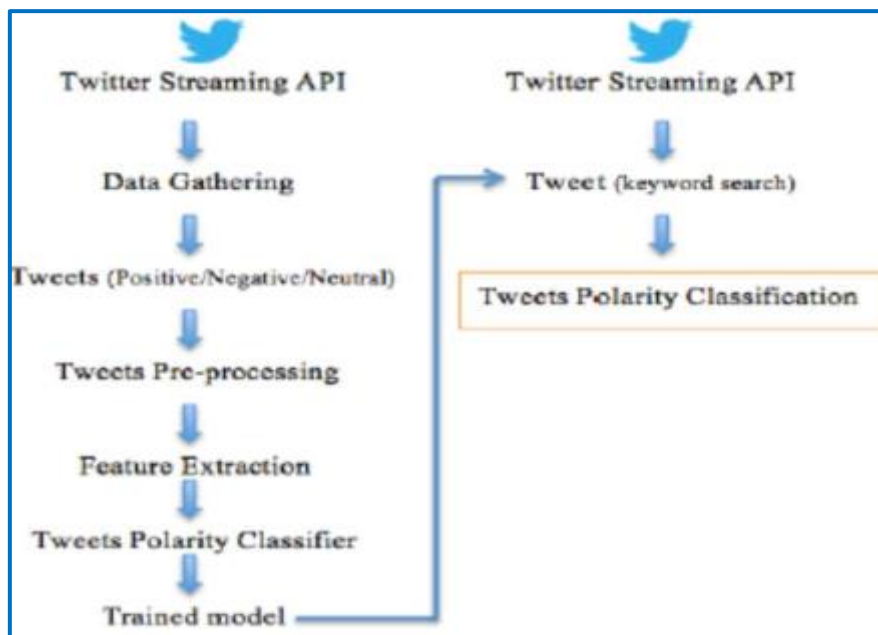 Twitter Streaming API
Data Gathering
Tweets (Positive/Negative/Neutral)
Tweets Pre-processing
Feature Extraction
Tweets Polarity Classifier
Trained model
Twitter Streaming API
Tweet (keyword search)
Tweets Polarity Classification